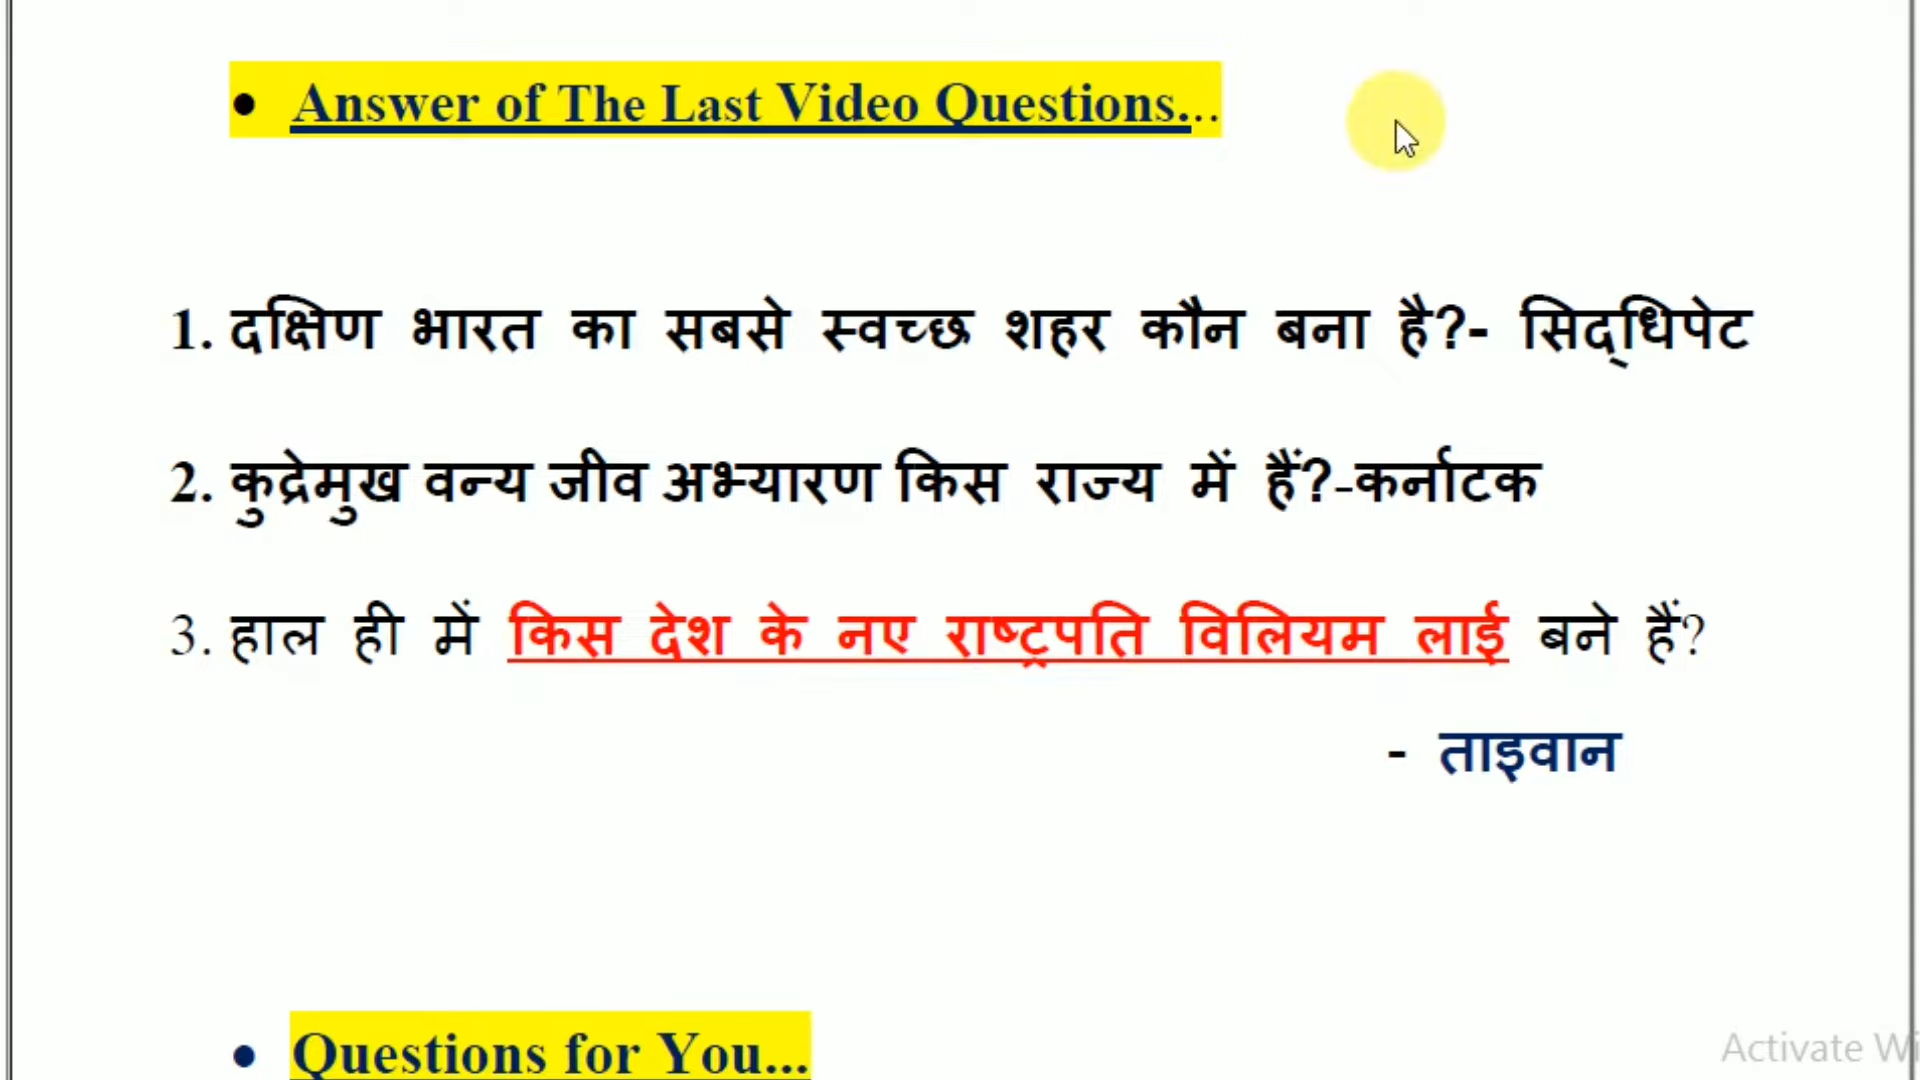 • Answer of The Last Video Questions...
1. दक्षिण भारत का सबसे स्वच्छ शहर कौन बना है?- सिद्‌धिपेट
2. कुद्रेमुख वन्य जीव अभ्यारण किस राज्य में हैं?-कर्नाटक
3. हाल ही में किस देश के नए राष्ट्रपति विलियम लाई बने हैं?
- ताइवान
• Questions for You...
Activate Wi